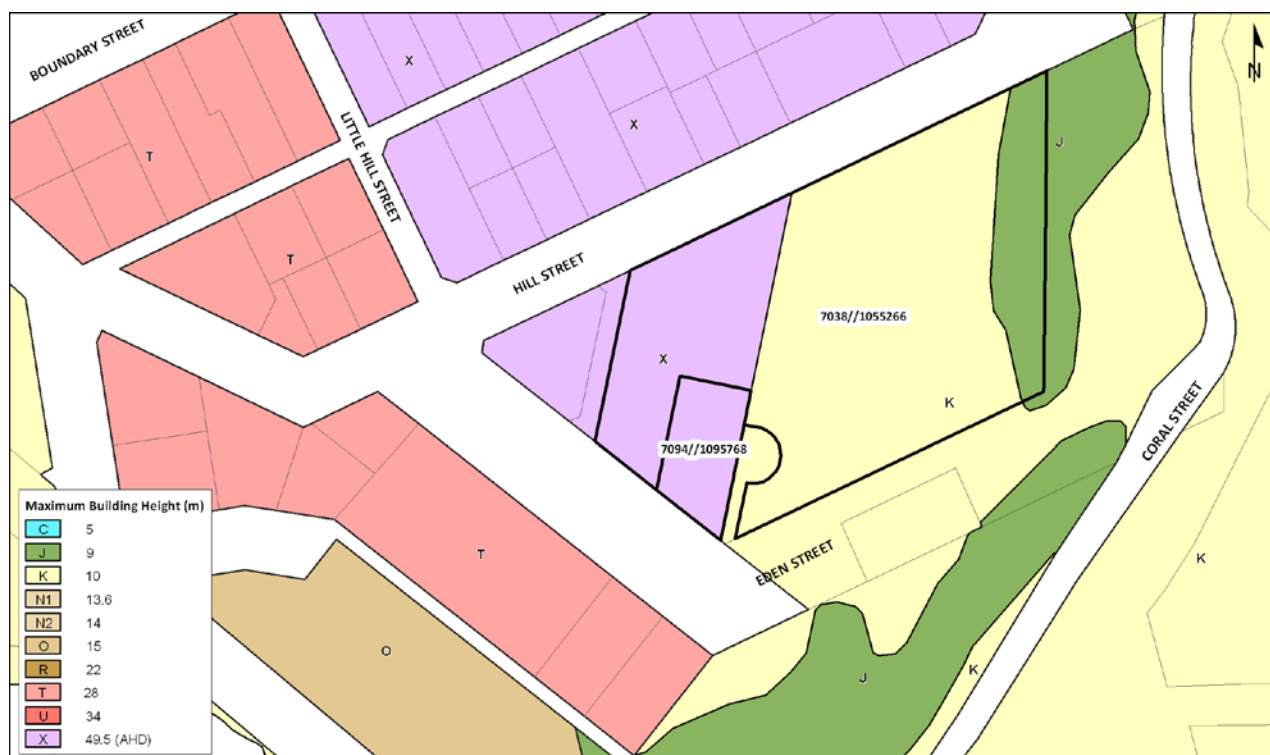 BOUNDARY STREET
X
N
X
T
LITTLE HILL STREET
J
T
HILL STREET
7038//1055266
X
K
CORAL STREET
7094//1095768
T
EDEN STREET
K
O
K
J
Maximum Building Height (m)
C 5
J 9
K 10
N1 13.6
N2 14
O 15
R 22
T 28
U 34
X 49.5 (AHD)